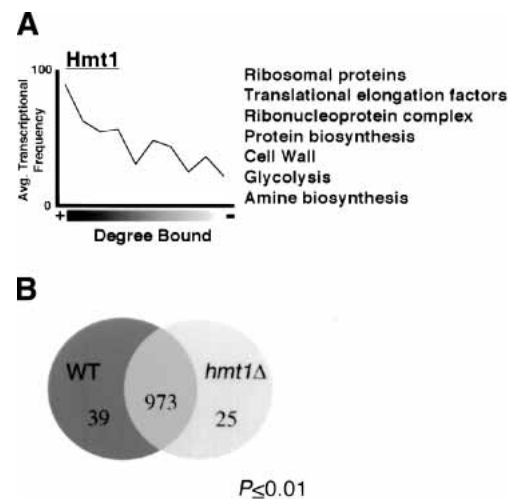 A
Hmt1
100
Avg. Transcriptional
Frequency
0
+
-
Degree Bound
Ribosomal proteins
Translational elongation factors
Ribonucleoprotein complex
Protein biosynthesis
Cell Wall
Glycolysis
Amine biosynthesis
B
WT
hmt1Δ
39
973
25
P≤0.01